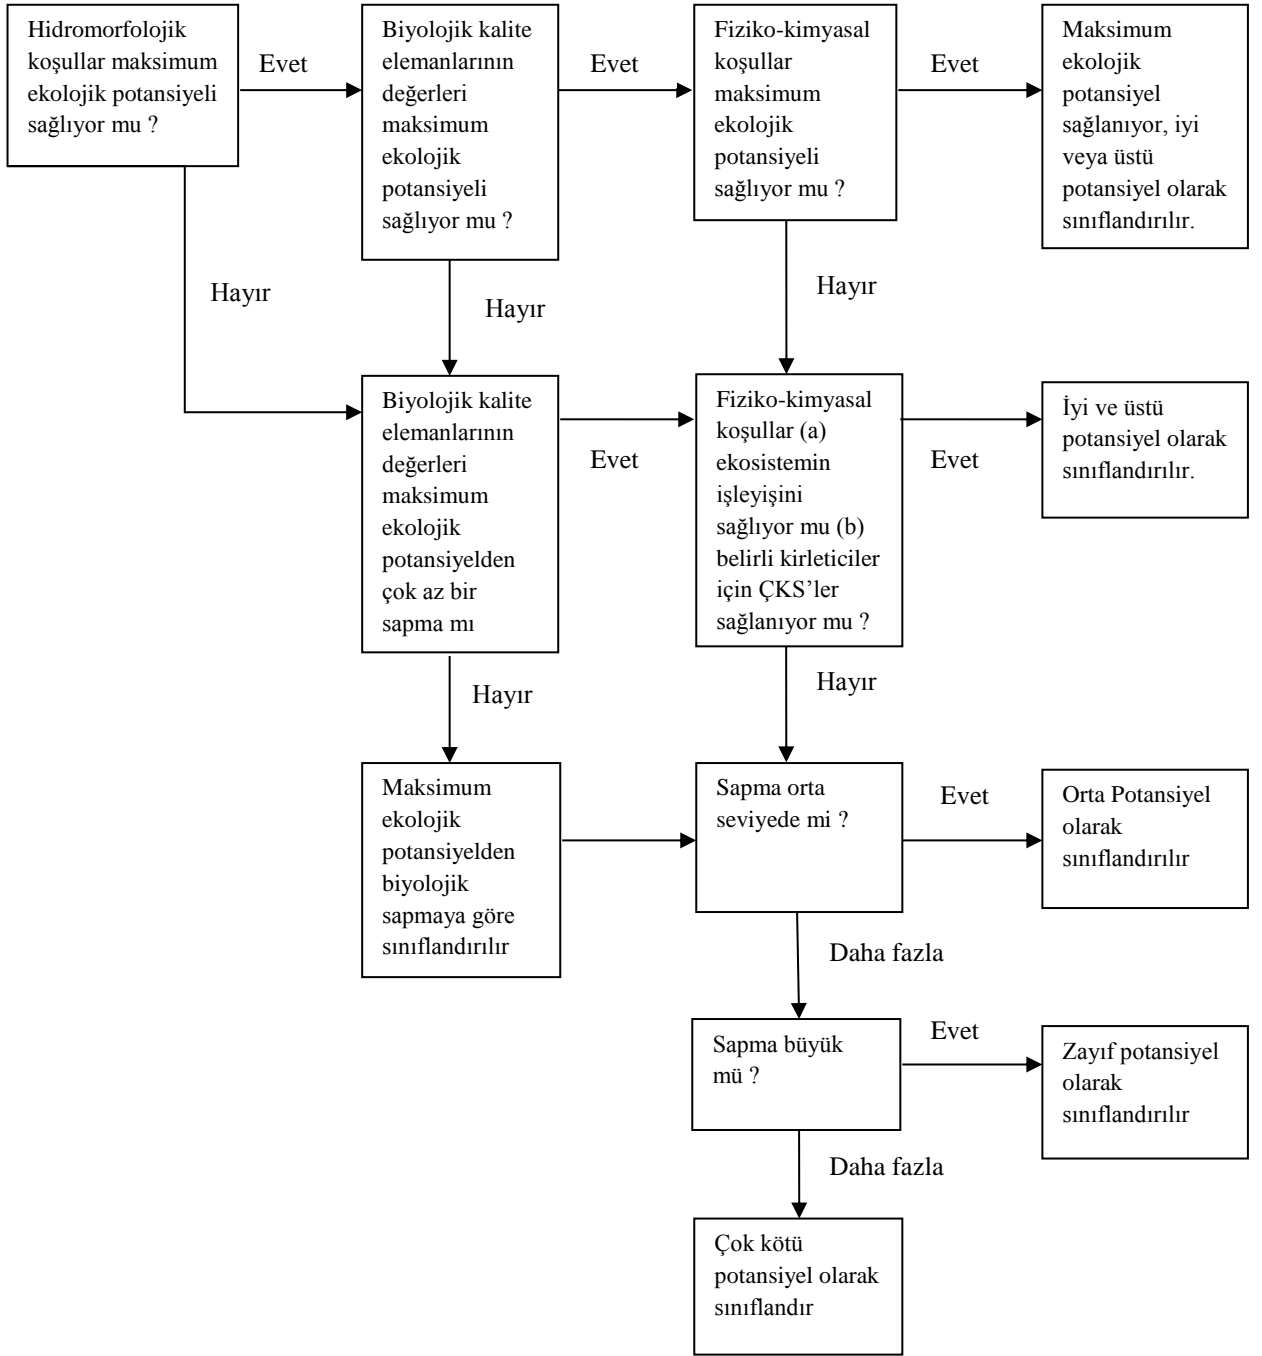 Hidromorfolojik
koşullar maksimum
ekolojik potansiyeli
sağlıyor mu ?
Evet
Biyolojik kalite
elemanlarının
değerleri
maksimum
ekolojik
potansiyeli
sağlıyor mu ?
Evet
Fiziko-kimyasal
koşullar
maksimum
ekolojik
potansiyeli
sağlıyor mu ?
Evet
Maksimum
ekolojik
potansiyel
sağlanıyor, iyi
veya üstü
potansiyel olarak
sınıflandırılır.
Hayır
Hayır
Hayır
Biyolojik kalite
elemanlarının
değerleri
maksimum
ekolojik
potansiyelden
çok az bir
sapma mı
Evet
Fiziko-kimyasal
koşullar (a)
ekosistemin
işleyişini
sağlıyor mu (b)
belirli kirleticiler
için ÇKS’ler
sağlanıyor mu ?
Evet
İyi ve üstü
potansiyel olarak
sınıflandırılır.
Hayır
Hayır
Maksimum
ekolojik
potansiyelden
biyolojik
sapmaya göre
sınıflandırılır
Sapma orta
seviyede mi ?
Evet
Orta Potansiyel
olarak
sınıflandırılır
Daha fazla
Sapma büyük
mü ?
Evet
Zayıf potansiyel
olarak
sınıflandırılır
Daha fazla
Çok kötü
potansiyel olarak
sınıflandır